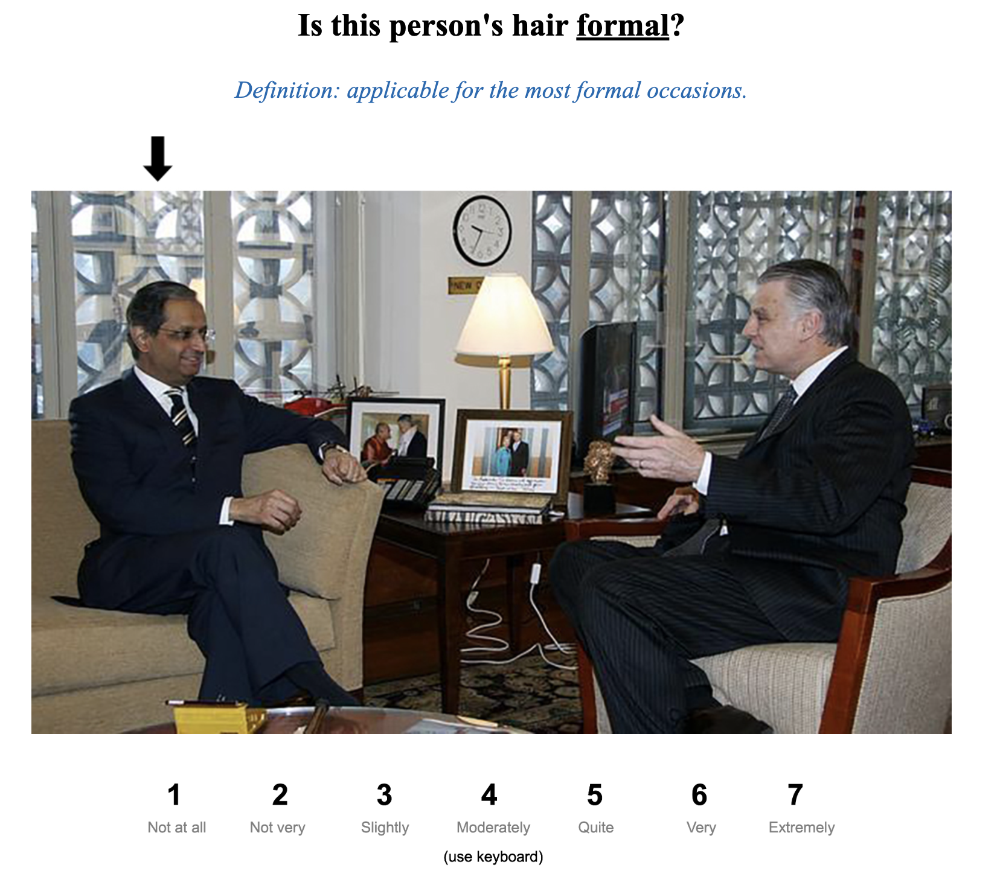 Is this person's hair formal?
Definition: applicable for the most formal occasions.
NEW
1 2 3 4 5 6 7
Not at all Not very Slightly Moderately Quite Very Extremely
(use keyboard)